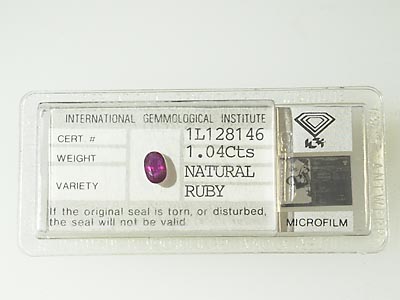 INTERNATIONAL GEMMOLOGICAL INSTITUTE
CERT. # 1L128146
WEIGHT 1.04Cts
VARIETY NATURAL
RUBY
If the original seal is torn, or disturbed,
the seal will not be valid
MICROFILM